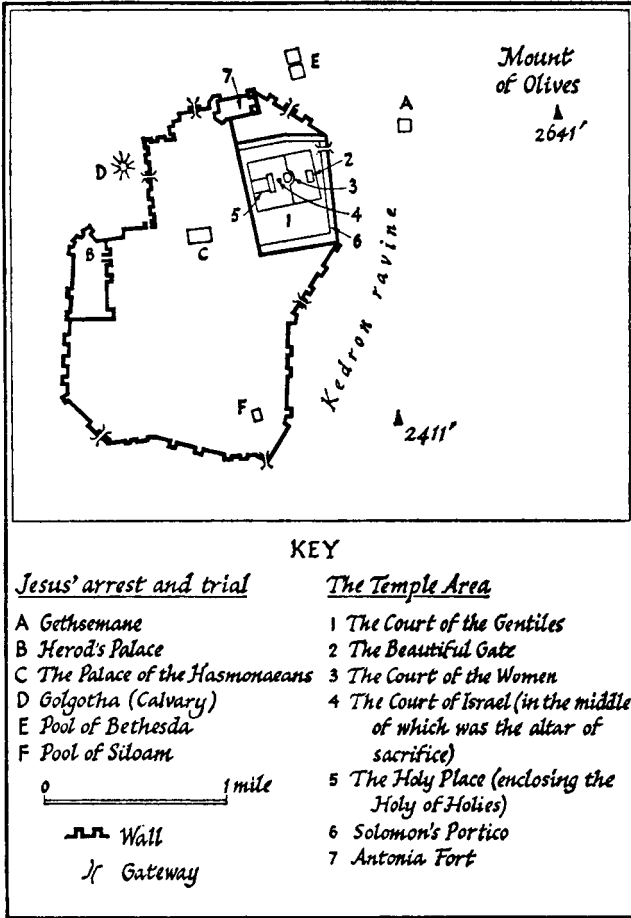 Mount
of Olives
2641'
7
E
A
D
2
3
5
4
1
6
B
C
Kedron ravine
F
2411'
KEY
Jesus' arrest and trial
A Gethsemane
B Herod's Palace
C The Palace of the Hasmonaeans
D Golgotha (Calvary)
E Pool of Bethesda
F Pool of Siloam
0 1 mile
Wall
Gateway
The Temple Area
1 The Court of the Gentiles
2 The Beautiful Gate
3 The Court of the Women
4 The Court of Israel (in the middle
of which was the altar of
sacrifice)
5 The Holy Place (enclosing the
Holy of Holies)
6 Solomon's Portico
7 Antonia Fort